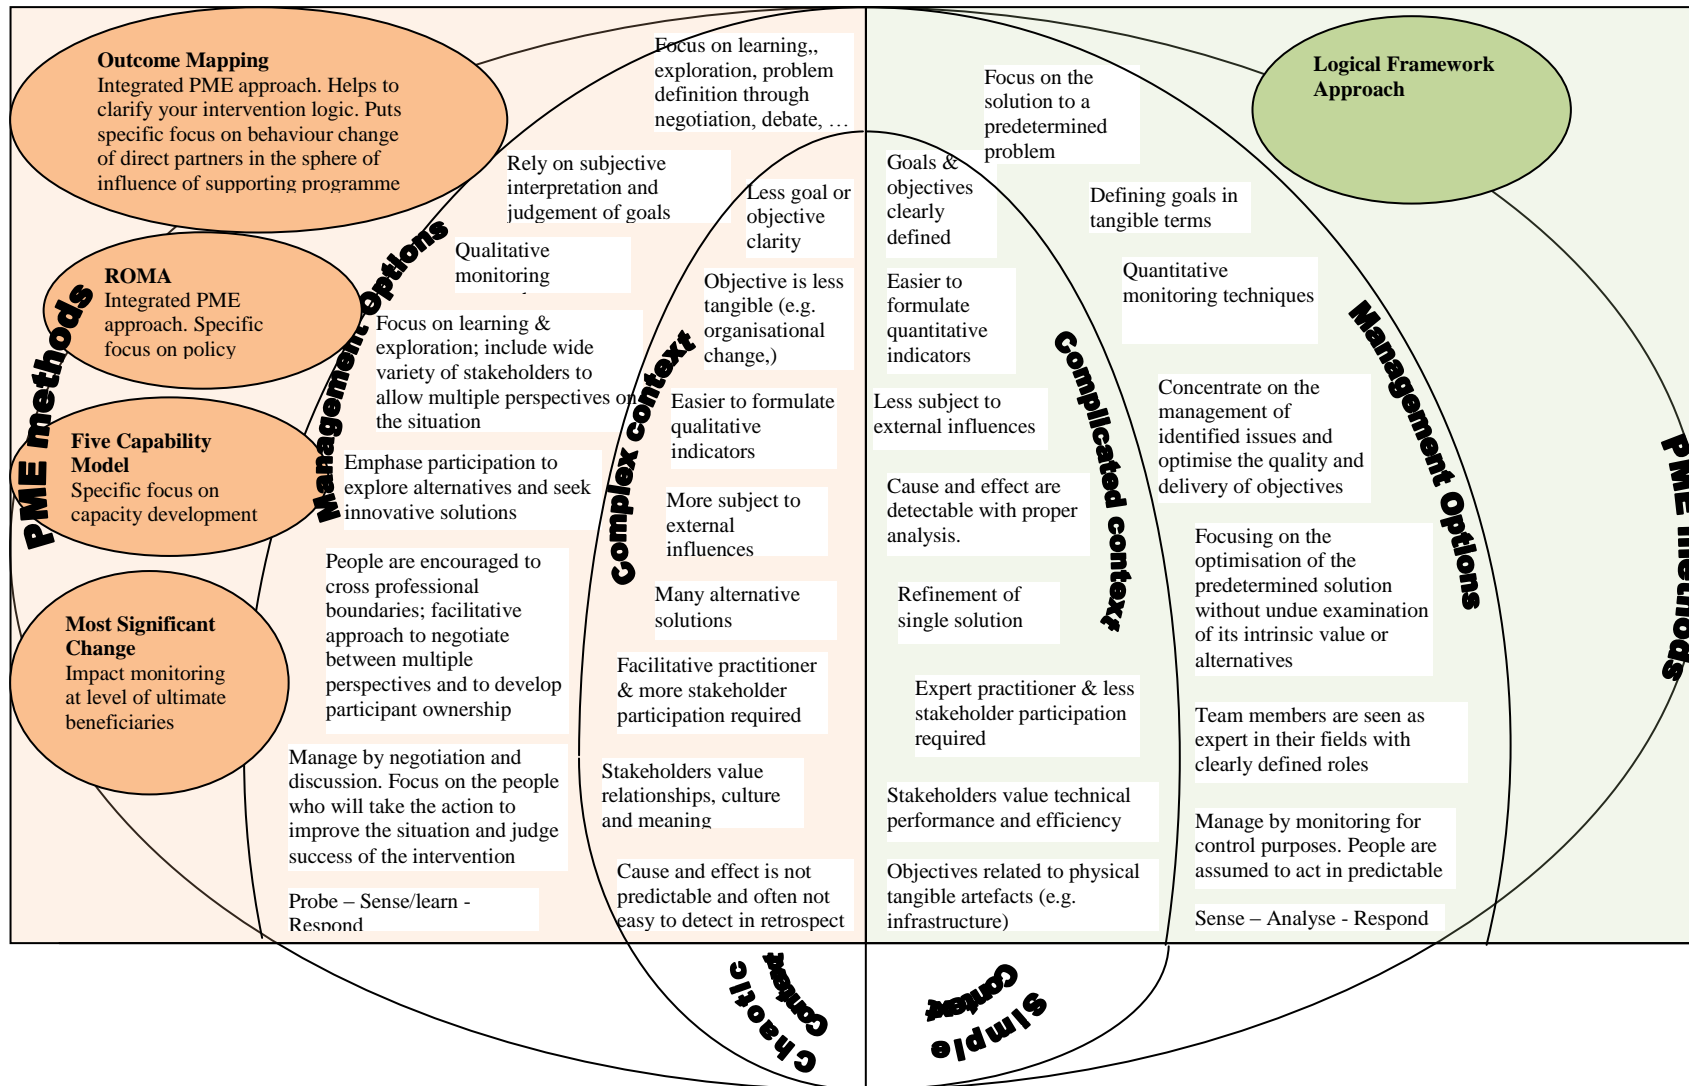 Outcome Mapping
Integrated PME approach. Helps to
clarify your intervention logic. Puts
specific focus on behaviour change
of direct partners in the sphere of
influence of supporting programme
ROMA
Integrated PME
approach. Specific
focus on policy
PME methods
Five Capability
Model
Specific focus on
capacity development
Most Significant
Change
Impact monitoring
at level of ultimate
beneficiaries
Management Options
Focus on learning,,
exploration, problem
definition through
negotiation, debate, …
Rely on subjective
interpretation and
judgement of goals
Qualitative
monitoring
Focus on learning &
exploration; include wide
variety of stakeholders to
allow multiple perspectives on
the situation
Emphase participation to
explore alternatives and seek
innovative solutions
People are encouraged to
cross professional
boundaries; facilitative
approach to negotiate
between multiple
perspectives and to develop
participant ownership
Manage by negotiation and
discussion. Focus on the people
who will take the action to
improve the situation and judge
success of the intervention
Probe – Sense/learn -
Respond
Complex context
Less goal or
objective
clarity
Objective is less
tangible (e.g.
organisational
change,)
Easier to formulate
qualitative
indicators
More subject to
external
influences
Many alternative
solutions
Facilitative practitioner
& more stakeholder
participation required
Stakeholders value
relationships, culture
and meaning
Cause and effect is not
predictable and often not
easy to detect in retrospect
Chaotic
Context
Goals &
objectives
clearly
defined
Easier to
formulate
quantitative
indicators
Less subject to
external influences
Cause and effect are
detectable with proper
analysis.
Refinement of
single solution
Expert practitioner & less
stakeholder participation
required
Stakeholders value technical
performance and efficiency
Objectives related to physical
tangible artefacts (e.g.
infrastructure)
Complicated context
Simple
Context
Focus on the
solution to a
predetermined
problem
Defining goals in
tangible terms
Quantitative
monitoring techniques
Concentrate on the
management of
identified issues and
optimise the quality and
delivery of objectives
Focusing on the
optimisation of the
predetermined solution
without undue examination
of its intrinsic value or
alternatives
Team members are seen as
expert in their fields with
clearly defined roles
Manage by monitoring for
control purposes. People are
assumed to act in predictable
Sense – Analyse - Respond
Management Options
Logical Framework
Approach
PME methods